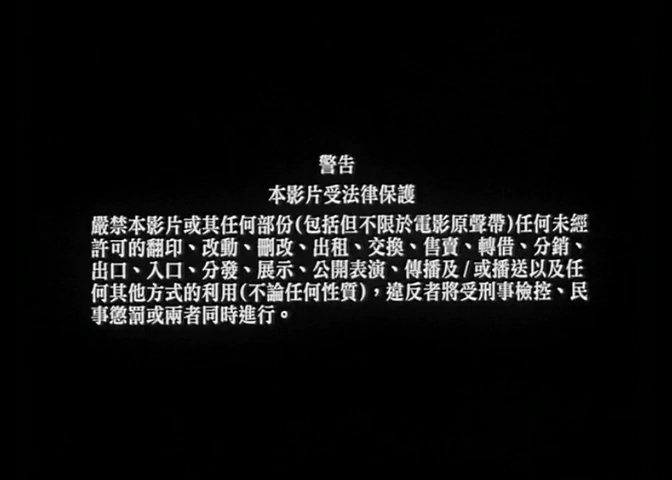 警告
本影片受法律保護
嚴禁本影片或其任何部份(包括但不限於電影原聲帶)任何未經
許可的翻印、改動、刪改、出租、交換、售賣、轉借、分銷、
出口、入口、分發、展示、公開表演、傳播及/或播送以及任
何其他方式的利用(不論任何性質)，違反者將受刑事檢控、民
事懲罰或兩者同時進行。